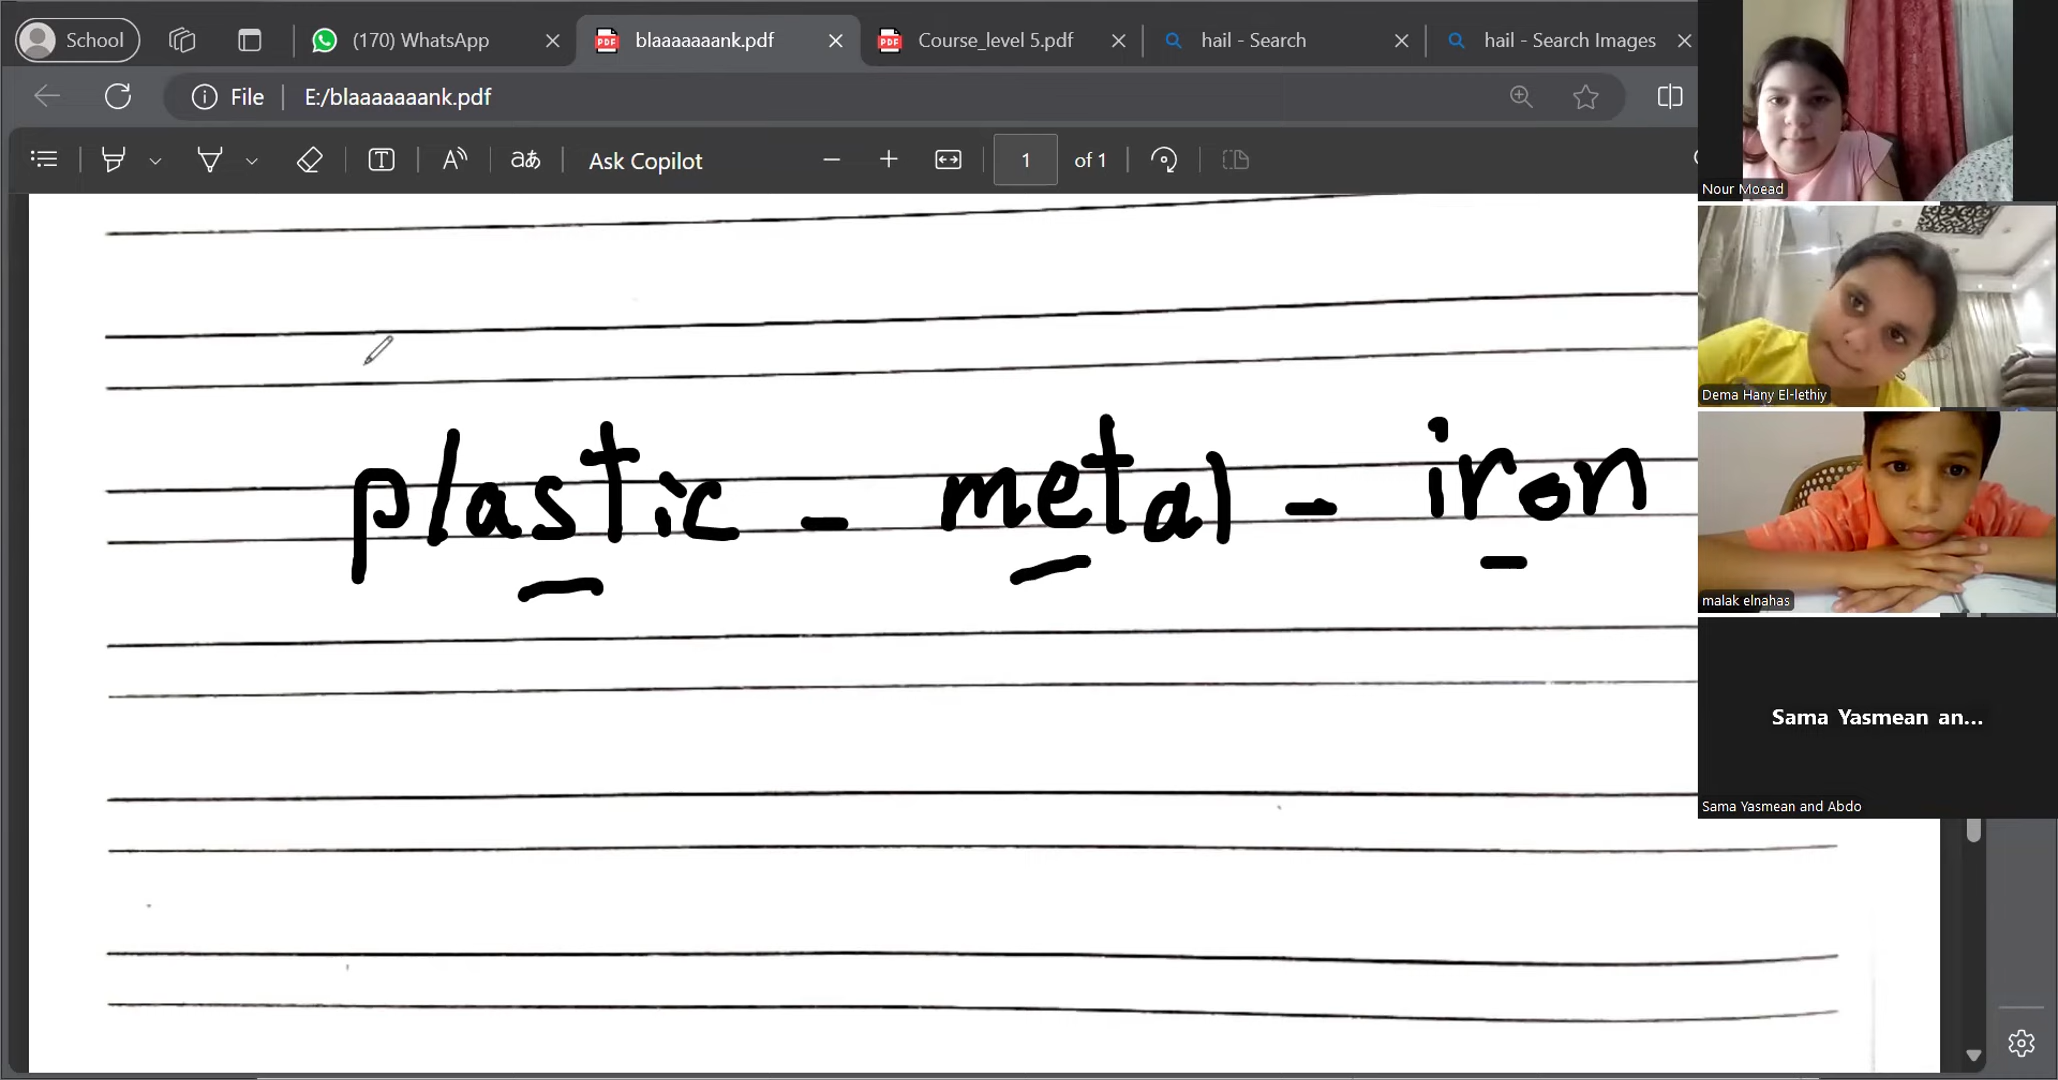 School
(170) WhatsApp
blaaaaaaank.pdf
Course_level 5.pdf
hail - Search
hail - Search Images
File
E:/blaaaaaaank.pdf
aあ
Ask Copilot
1
of 1
plastic - metal - iron
Nour Moead
Dema Hany El-lethiy
malak elnahas
Sama Yasmean an...
Sama Yasmean and Abdo